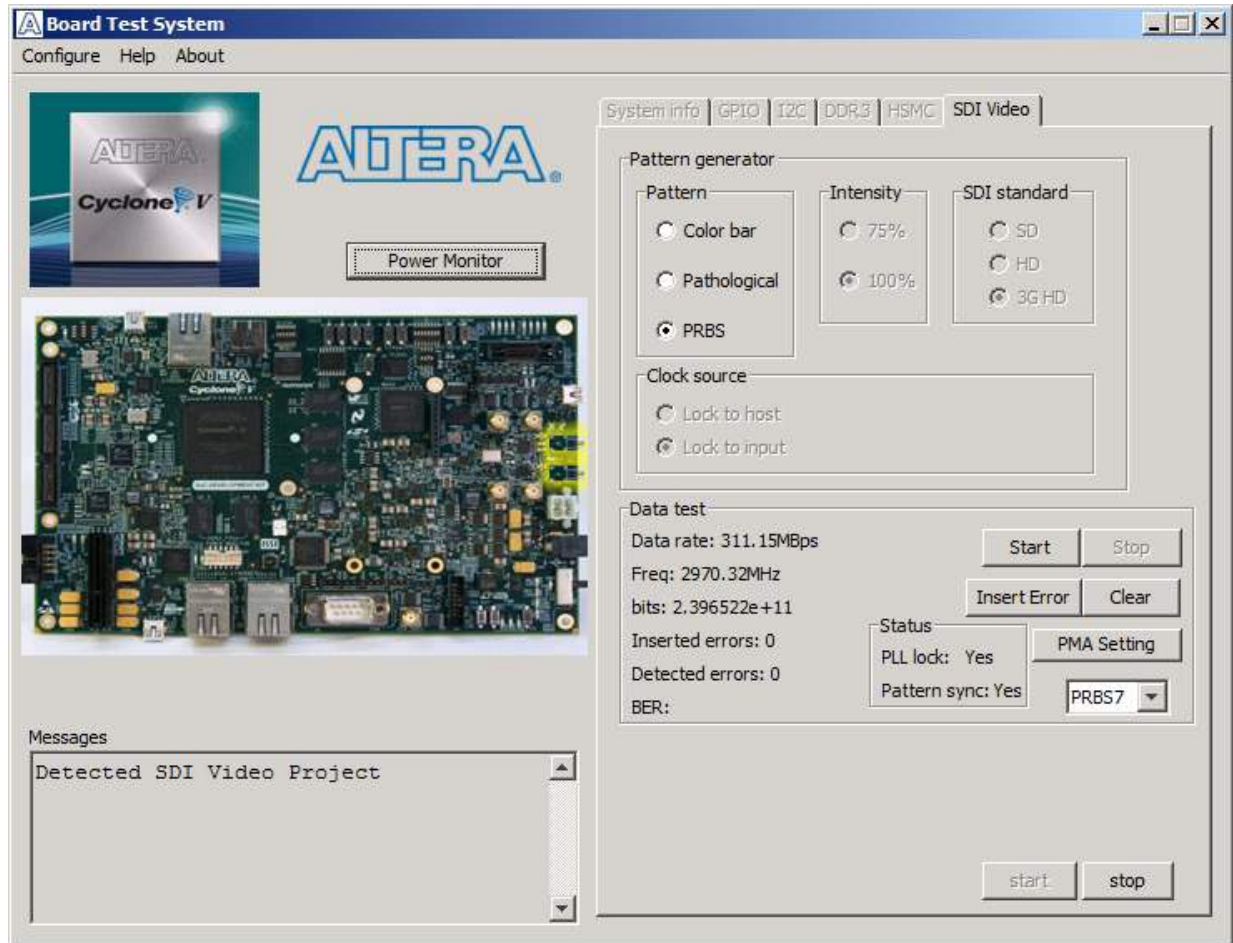 Board Test System
Configure Help About
ALTERA
Cyclone V
ALTERA
Power Monitor
ALTERA
Cyclone V
System info GPIO I2C DDR3 HSMC SDI Video
Pattern generator
Pattern
Color bar
Pathological
PRBS
Intensity
75%
100%
SDI standard
SD
HD
3G HD
Clock source
Lock to host
Lock to input
Data test
Data rate: 311.15MBps
Freq: 2970.32MHz
bits: 2.396522e+11
Inserted errors: 0
Detected errors: 0
BER:
Start Stop
Insert Error Clear
Status
PLL lock: Yes
Pattern sync: Yes
PMA Setting
PRBS7
Messages
Detected SDI Video Project
start stop